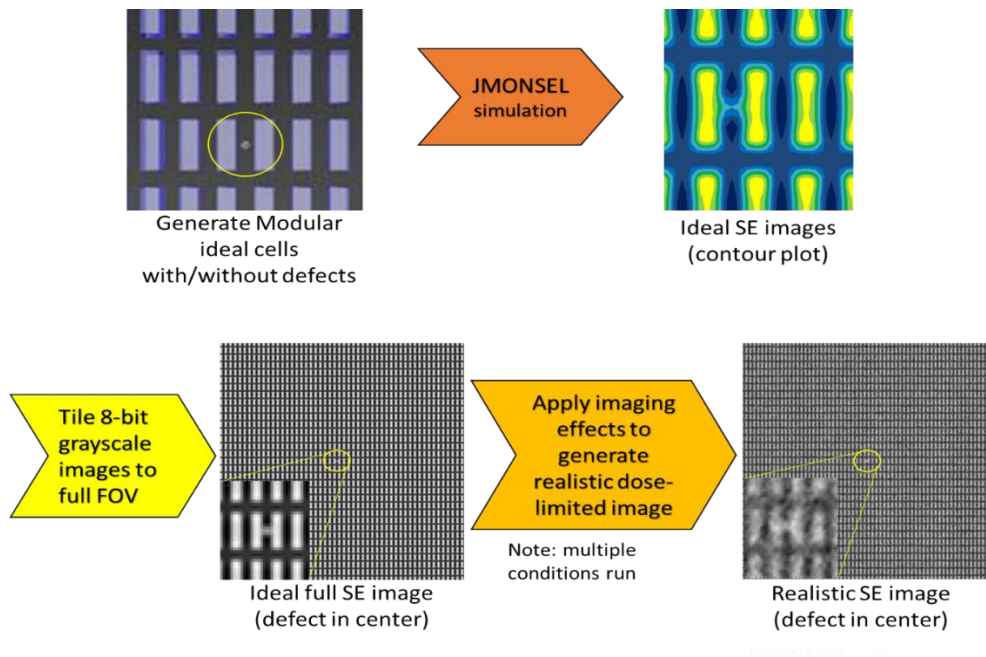 JMONSEL
simulation
Generate Modular
ideal cells
with/without defects
Ideal SE images
(contour plot)
Tile 8-bit
grayscale
images to
full FOV
Apply imaging
effects to
generate
realistic dose-
limited image
Note: multiple
conditions run
Ideal full SE image
(defect in center)
Realistic SE image
(defect in center)